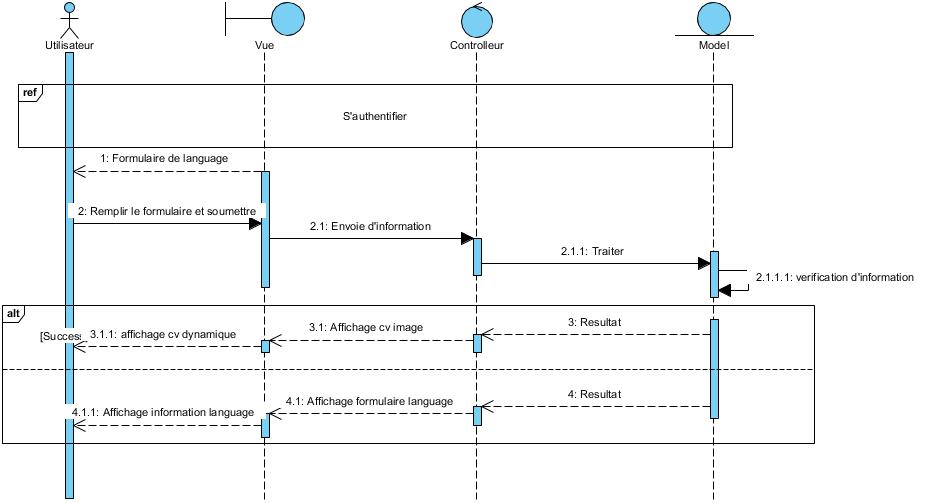 Utilisateur
Vue
Controlleur
Model
ref
S'authentifier
1: Formulaire de language
2: Remplir le formulaire et soumettre
2.1: Envoie d'information
2.1.1: Traiter
2.1.1.1: verification d'information
alt
[Succes
3.1.1: affichage cv dynamique
3.1: Affichage cv image
3: Resultat
4.1.1: Affichage information language
4.1: Affichage formulaire language
4: Resultat